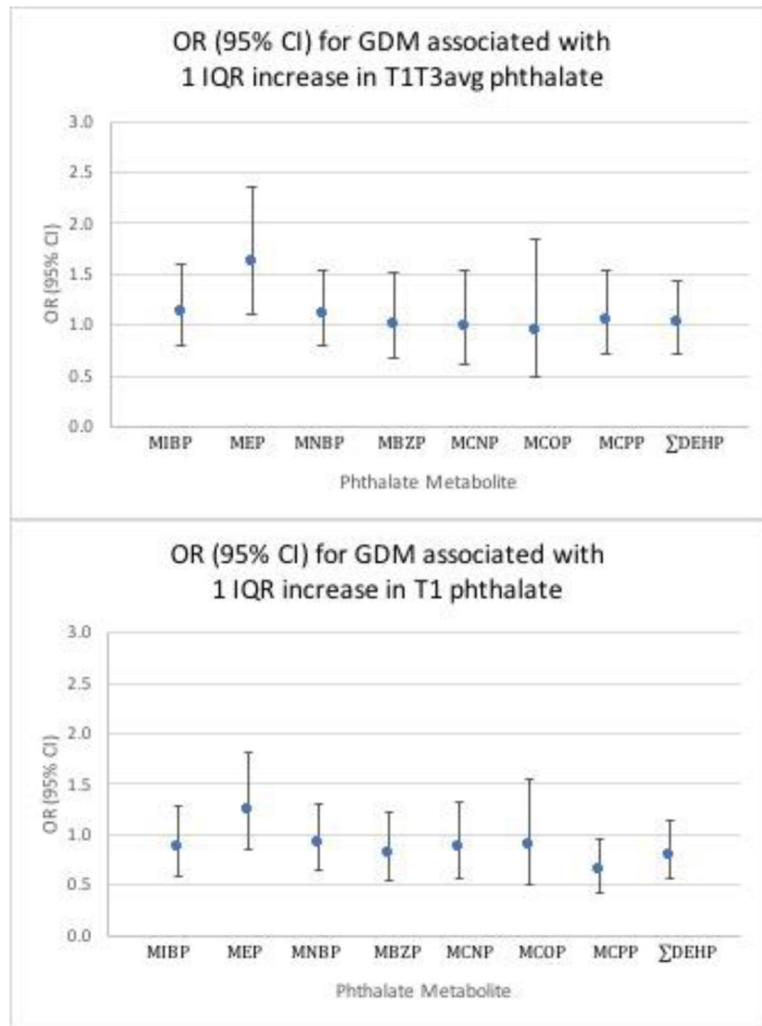 OR (95% CI) for GDM associated with
1 IQR increase in T1T3avg phthalate
3.0
2.5
2.0
1.5
1.0
0.5
0.0
OR (95% CI)
MIBP MEP MNBP MBZP MCNP MCOP MCPP ∑DEHP
Phthalate Metabolite
OR (95% CI) for GDM associated with
1 IQR increase in T1 phthalate
3.0
2.5
2.0
1.5
1.0
0.5
0.0
OR (95% CI)
MIBP MEP MNBP MBZP MCNP MCOP MCPP ∑DEHP
Phthalate Metabolite